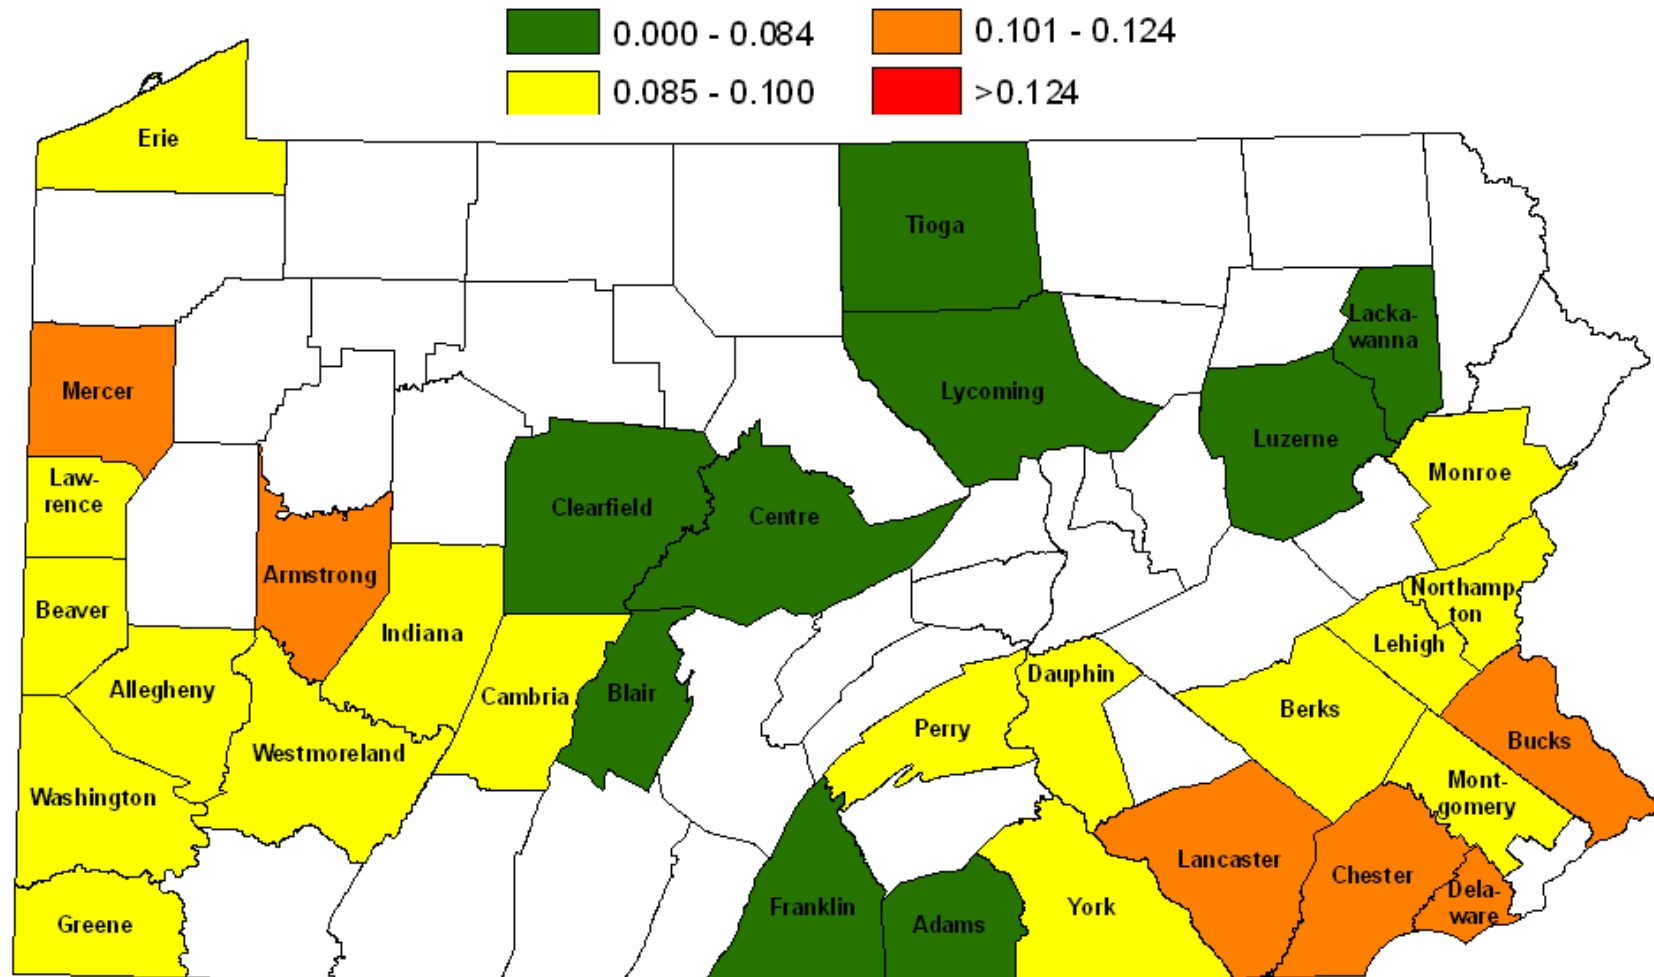 0.000 - 0.084
0.101 - 0.124
0.085 - 0.100
>0.124
Erie
Tioga
Lacka-
wanna
Mercer
Lycoming
Luzerne
Monroe
Law-
rence
Clearfield
Centre
Armstrong
Northamp
ton
Beaver
Indiana
Lehigh
Dauphin
Allegheny
Cambria
Blair
Berks
Perry
Bucks
Westmoreland
Washington
Mont-
gomery
Lancaster
Chester
Dela-
ware
Franklin
York
Adams
Greene